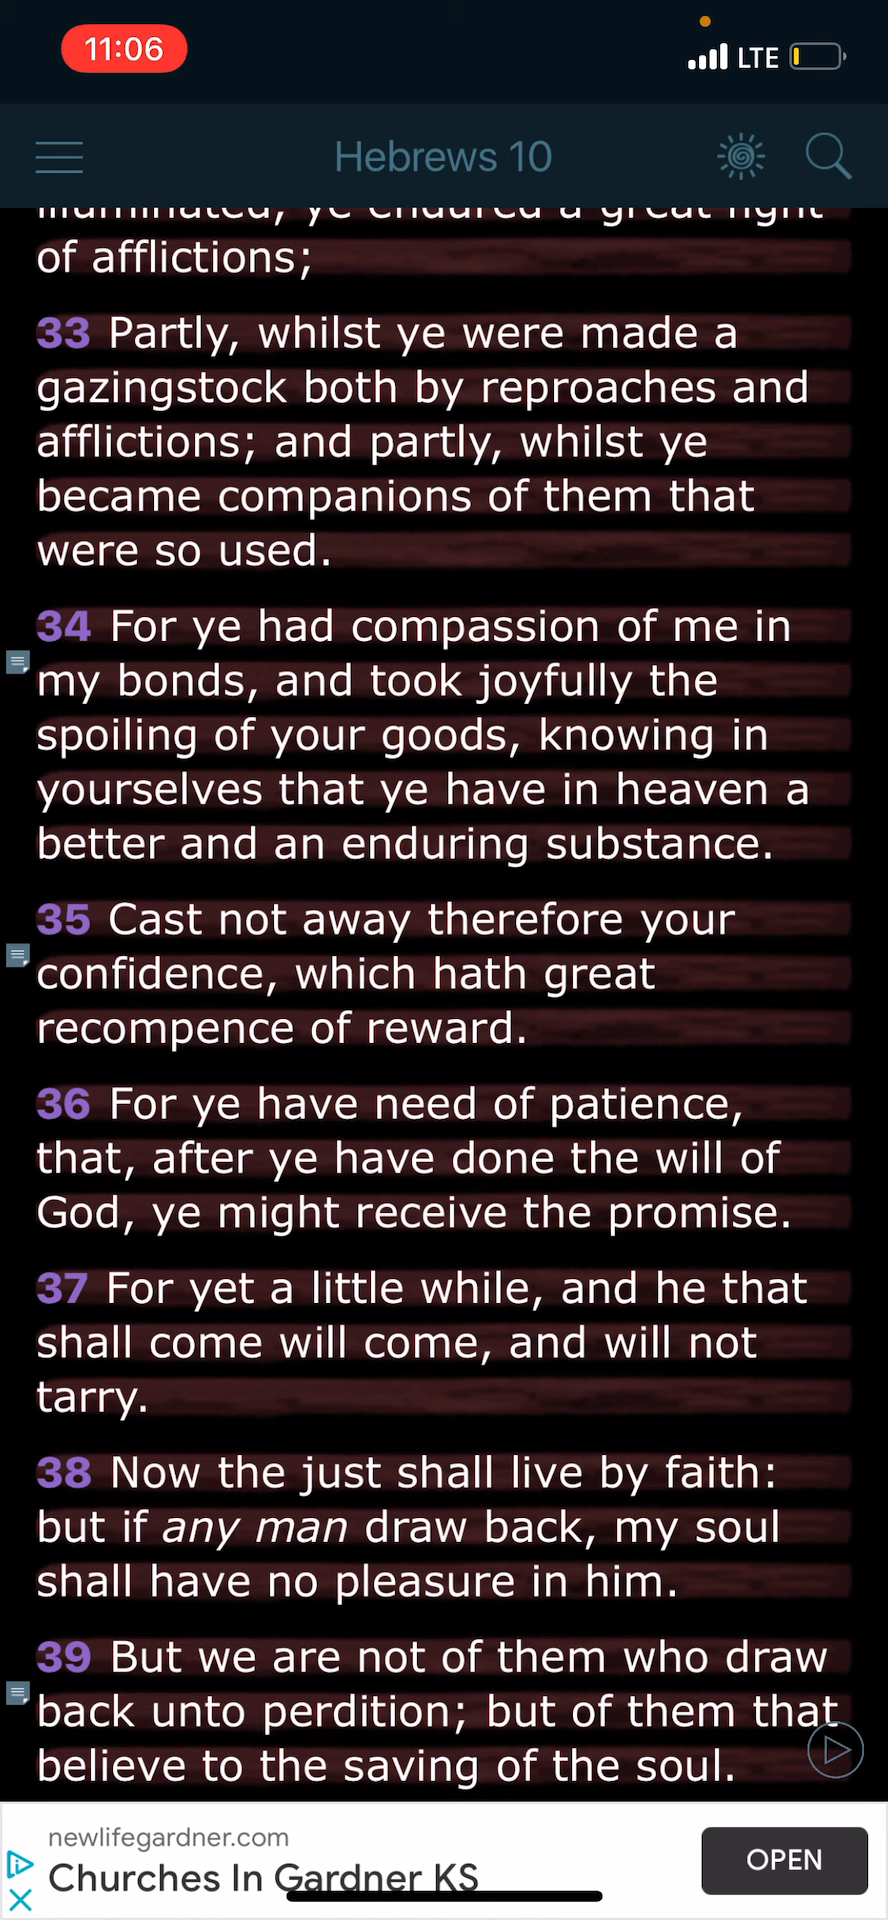 11:06
LTE
Hebrews 10
illuminated, ye endured a great fight
of afflictions;
33 Partly, whilst ye were made a
gazingstock both by reproaches and
afflictions; and partly, whilst ye
became companions of them that
were so used.
34 For ye had compassion of me in
my bonds, and took joyfully the
spoiling of your goods, knowing in
yourselves that ye have in heaven a
better and an enduring substance.
35 Cast not away therefore your
confidence, which hath great
recompence of reward.
36 For ye have need of patience,
that, after ye have done the will of
God, ye might receive the promise.
37 For yet a little while, and he that
shall come will come, and will not
tarry.
38 Now the just shall live by faith:
but if any man draw back, my soul
shall have no pleasure in him.
39 But we are not of them who draw
back unto perdition; but of them that
believe to the saving of the soul.
newlifegardner.com
Churches In Gardner KS
OPEN